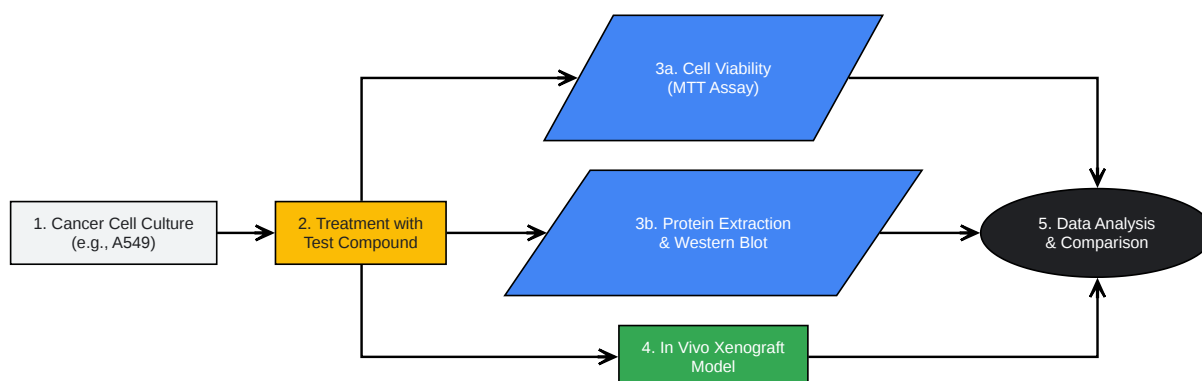 1. Cancer Cell Culture
(e.g., A549)
2. Treatment with
Test Compound
3a. Cell Viability
(MTT Assay)
3b. Protein Extraction
& Western Blot
4. In Vivo Xenograft
Model
5. Data Analysis
& Comparison